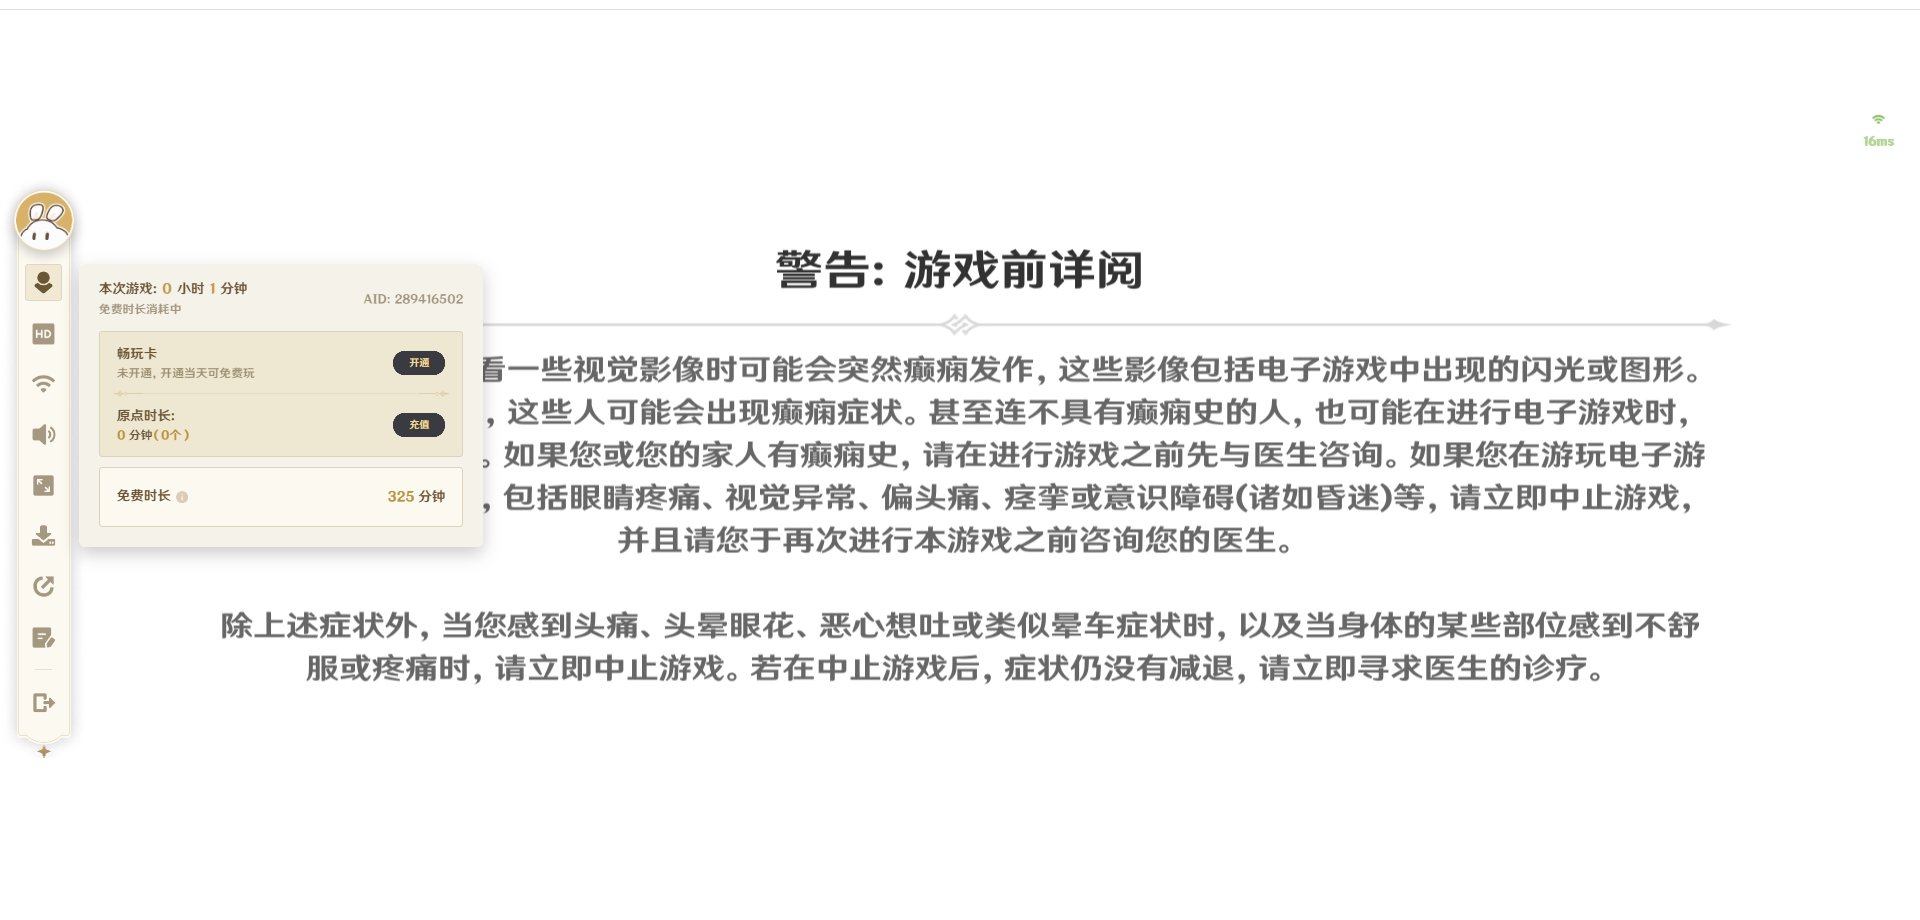 16ms
警告: 游戏前详阅
HD
本次游戏: 0 小时 1 分钟
免费时长消耗中
AID: 289416502
畅玩卡
未开通, 开通当天可免费玩
开通
原点时长:
0 分钟(0个)
充值
免费时长
325 分钟
看一些视觉影像时可能会突然癫痫发作, 这些影像包括电子游戏中出现的闪光或图形。
, 这些人可能会出现癫痫症状。甚至连不具有癫痫史的人, 也可能在进行电子游戏时,
。如果您或您的家人有癫痫史, 请在进行游戏之前先与医生咨询。如果您在游玩电子游
, 包括眼睛疼痛、视觉异常、偏头痛、痉挛或意识障碍(诸如昏迷)等, 请立即中止游戏,
并且请您于再次进行本游戏之前咨询您的医生。
除上述症状外, 当您感到头痛、头晕眼花、恶心想吐或类似晕车症状时, 以及当身体的某些部位感到不舒
服或疼痛时, 请立即中止游戏。若在中止游戏后, 症状仍没有减退, 请立即寻求医生的诊疗。